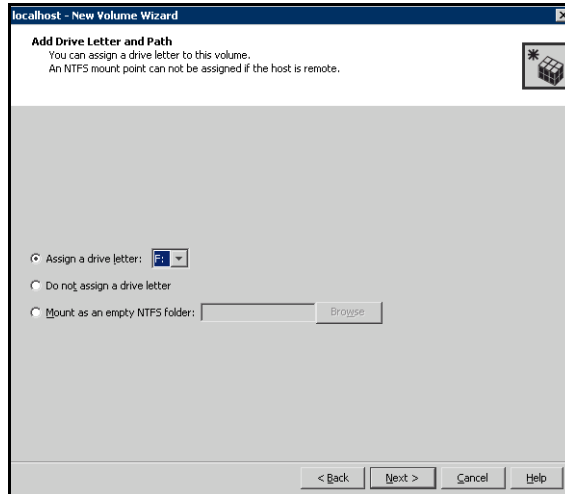 localhost - New Volume Wizard
Add Drive Letter and Path
You can assign a drive letter to this volume.
An NTFS mount point can not be assigned if the host is remote.
Assign a drive letter: F:
Do not assign a drive letter
Mount as an empty NTFS folder: Browse
< Back Next > Cancel Help